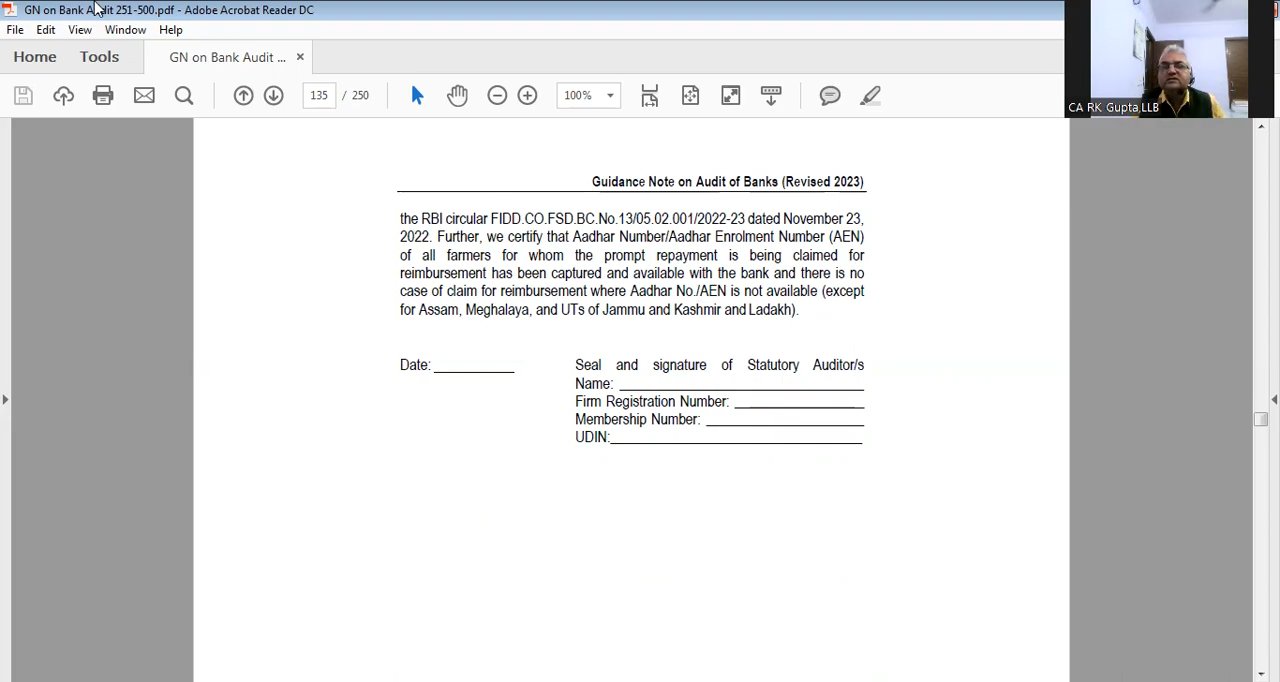 GN on Bank Audit 251-500.pdf - Adobe Acrobat Reader DC
File Edit View Window Help
Home Tools GN on Bank Audit ... ×
135 / 250 100%
CA RK Gupta,LLB
Guidance Note on Audit of Banks (Revised 2023)
the RBI circular FIDD.CO.FSD.BC.No.13/05.02.001/2022-23 dated November 23,
2022. Further, we certify that Aadhar Number/Aadhar Enrolment Number (AEN)
of all farmers for whom the prompt repayment is being claimed for
reimbursement has been captured and available with the bank and there is no
case of claim for reimbursement where Aadhar No./AEN is not available (except
for Assam, Meghalaya, and UTs of Jammu and Kashmir and Ladakh).
Date: __________ Seal and signature of Statutory Auditor/s
Name: ______________________________
Firm Registration Number: ________________
Membership Number: ____________________
UDIN:________________________________